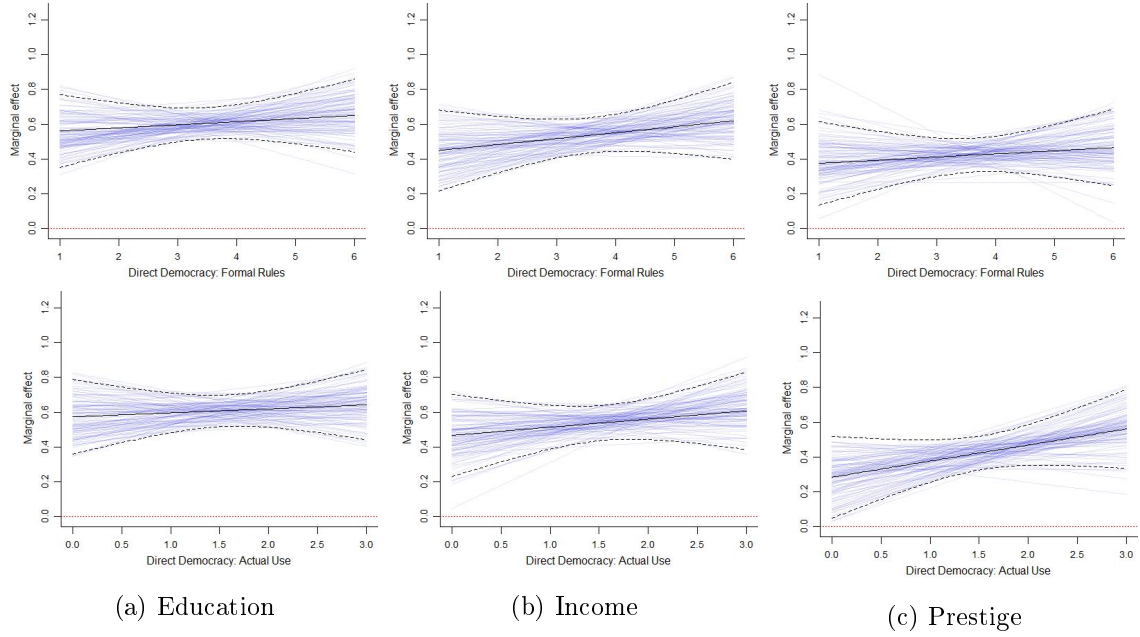 1.2
1.0
0.8
0.6
0.4
0.2
0.0
Marginal effect
1 2 3 4 5 6
Direct Democracy: Formal Rules
1.2
1.0
0.8
0.6
0.4
0.2
0.0
Marginal effect
1 2 3 4 5 6
Direct Democracy: Formal Rules
1.2
1.0
0.8
0.6
0.4
0.2
0.0
Marginal effect
1 2 3 4 5 6
Direct Democracy: Formal Rules
1.2
1.0
0.8
0.6
0.4
0.2
0.0
Marginal effect
0.0 0.5 1.0 1.5 2.0 2.5 3.0
Direct Democracy: Actual Use
1.2
1.0
0.8
0.6
0.4
0.2
0.0
Marginal effect
0.0 0.5 1.0 1.5 2.0 2.5 3.0
Direct Democracy: Actual Use
1.2
1.0
0.8
0.6
0.4
0.2
0.0
Marginal effect
0.0 0.5 1.0 1.5 2.0 2.5 3.0
Direct Democracy: Actual Use
(a) Education
(b) Income
(c) Prestige